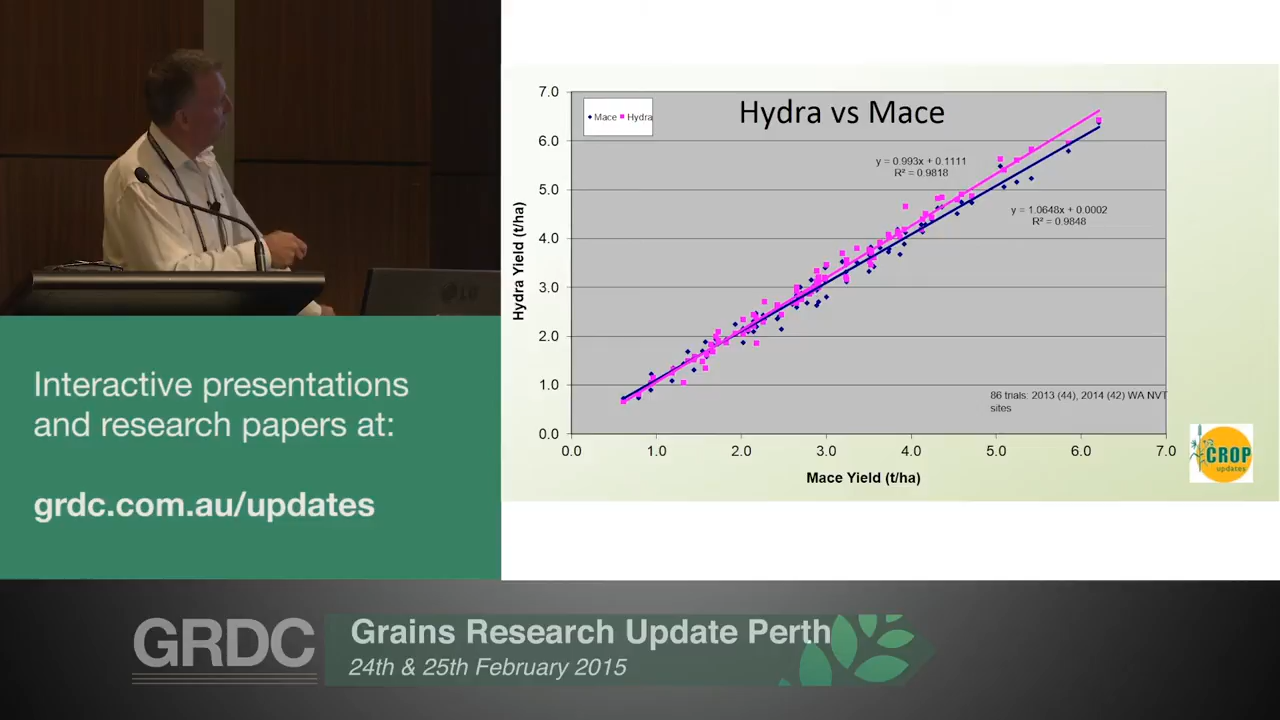 Hydra vs Mace
Mace Hydra
7.0
6.0
5.0
4.0
3.0
2.0
1.0
0.0
Hydra Yield (t/ha)
y = 0.993x + 0.1111
R² = 0.9818
y = 1.0648x + 0.0002
R² = 0.9848
86 trials: 2013 (44), 2014 (42) WA NVT
sites
0.0 1.0 2.0 3.0 4.0 5.0 6.0 7.0
Mace Yield (t/ha)
CROP
updates
LG
Interactive presentations
and research papers at:
grdc.com.au/updates
GRDC
Grains Research Update Perth
24th & 25th February 2015